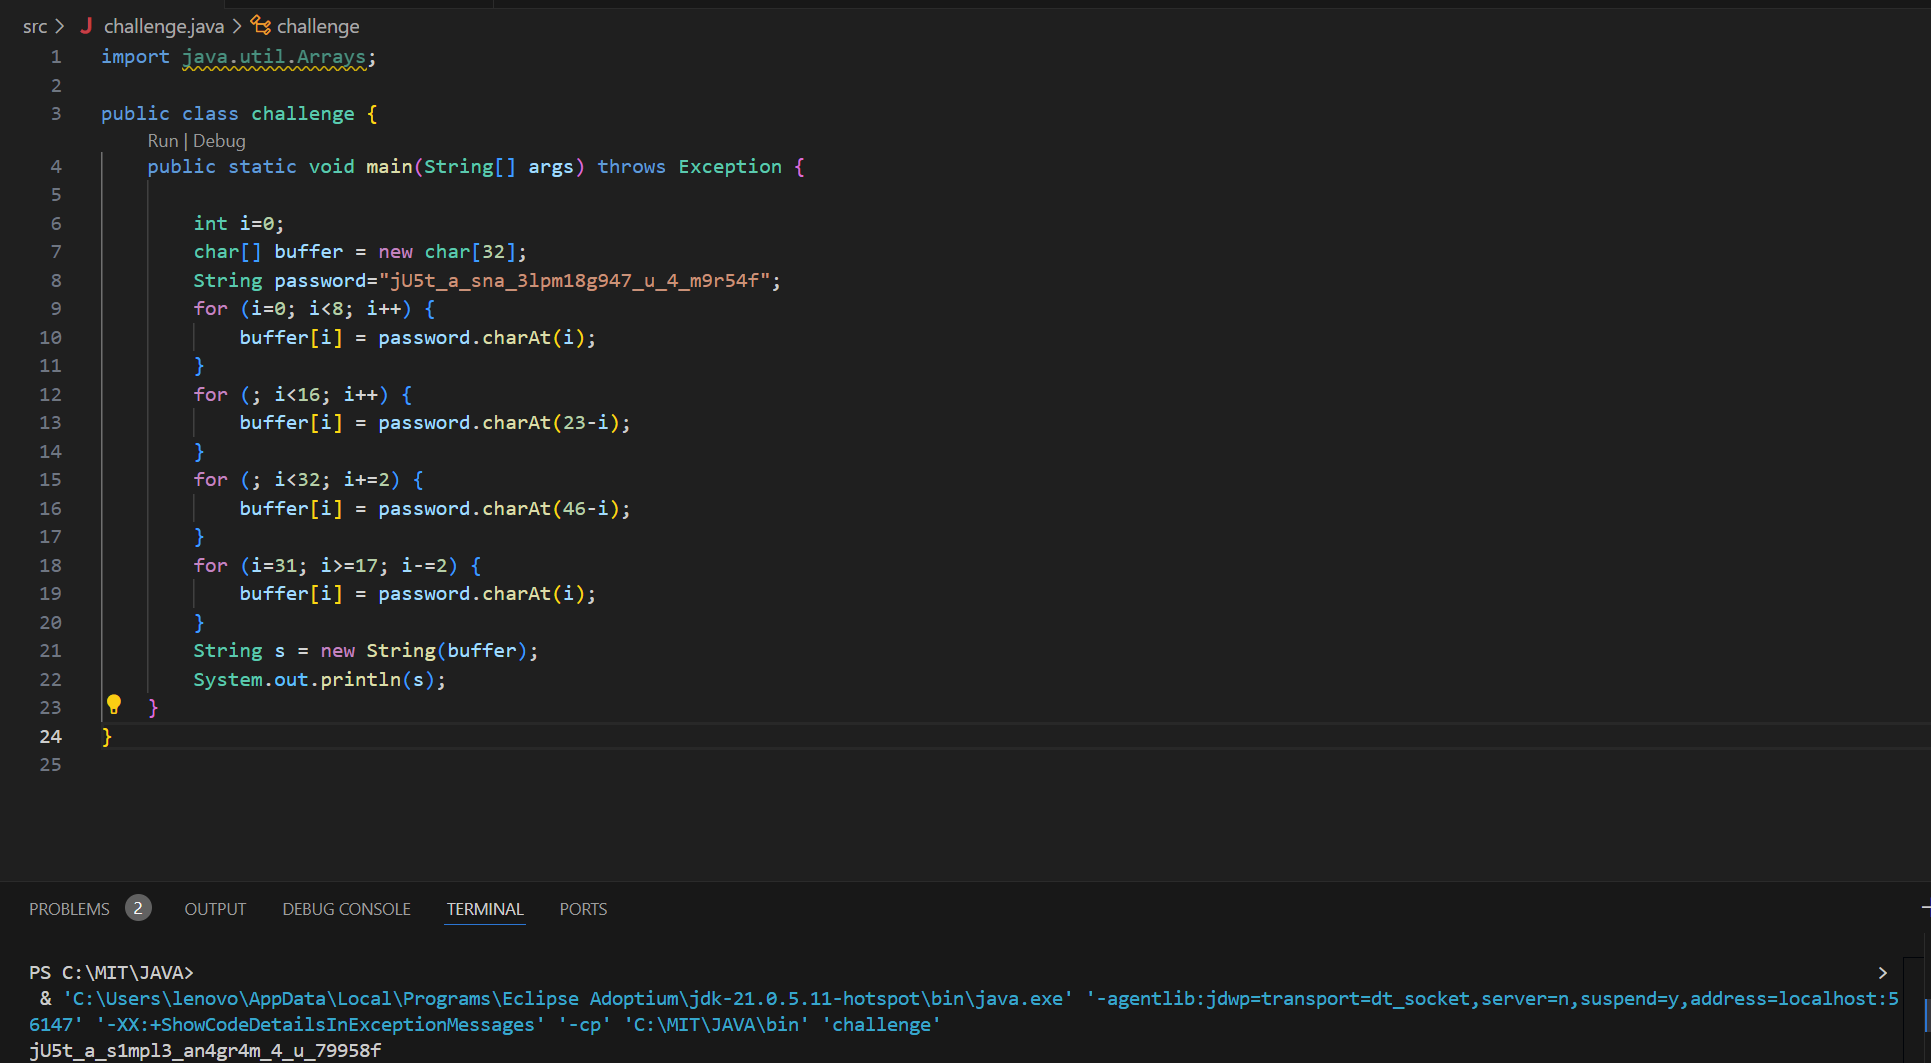 src > J challenge.java > challenge
1 import java.util.Arrays;
2
3 public class challenge {
Run | Debug
4 public static void main(String[] args) throws Exception {
5
6 int i=0;
7 char[] buffer = new char[32];
8 String password="jU5t_a_sna_3lpm18g947_u_4_m9r54f";
9 for (i=0; i<8; i++) {
10 buffer[i] = password.charAt(i);
11 }
12 for (; i<16; i++) {
13 buffer[i] = password.charAt(23-i);
14 }
15 for (; i<32; i+=2) {
16 buffer[i] = password.charAt(46-i);
17 }
18 for (i=31; i>=17; i-=2) {
19 buffer[i] = password.charAt(i);
20 }
21 String s = new String(buffer);
22 System.out.println(s);
23 }
24 }
25
PROBLEMS 2 OUTPUT DEBUG CONSOLE TERMINAL PORTS
PS C:\MIT\JAVA> >
& 'C:\Users\lenovo\AppData\Local\Programs\Eclipse Adoptium\jdk-21.0.5.11-hotspot\bin\java.exe' '-agentlib:jdwp=transport=dt_socket,server=n,suspend=y,address=localhost:5
6147' '-XX:+ShowCodeDetailsInExceptionMessages' '-cp' 'C:\MIT\JAVA\bin' 'challenge'
jU5t_a_s1mpl3_an4gr4m_4_u_79958f